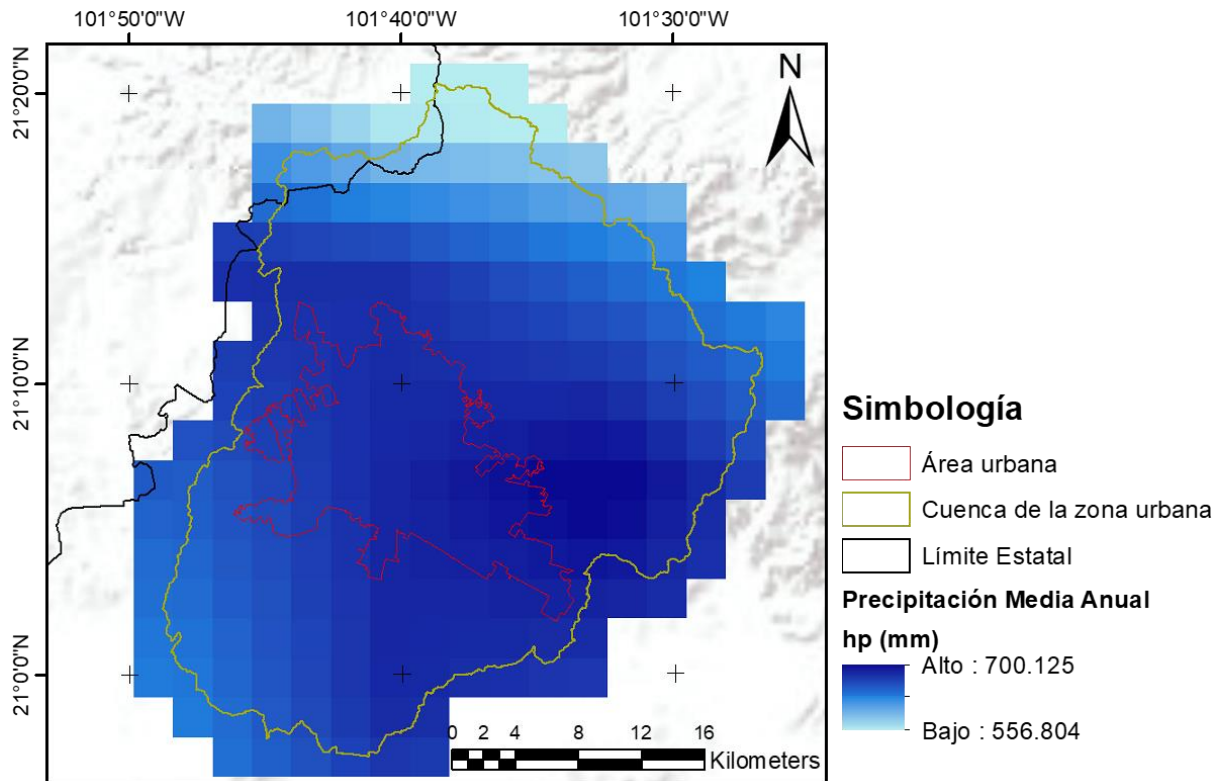 101°50'0"W 101°40'0"W 101°30'0"W
21°20'0"N
21°10'0"N
21°0'0"N
N
0 2 4 8 12 16
Kilometers
Simbología
Área urbana
Cuenca de la zona urbana
Límite Estatal
Precipitación Media Anual
hp (mm)
Alto : 700.125
Bajo : 556.804